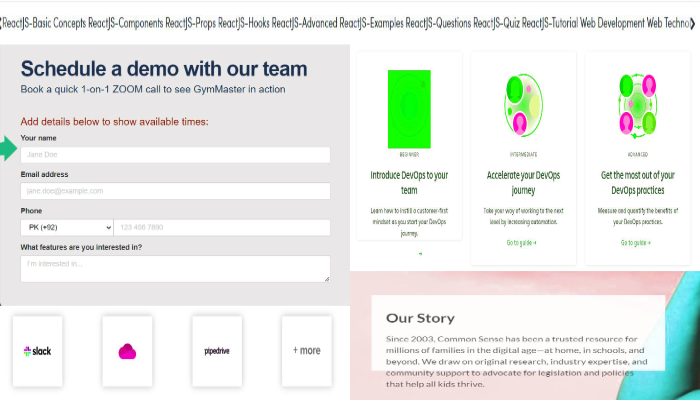 ReactJS-Basic Concepts ReactJS-Components ReactJS-Props ReactJS-Hooks ReactJS-Advanced ReactJS-Examples ReactJS-Questions ReactJS-Quiz ReactJS-Tutorial Web Development Web Techno
Schedule a demo with our team
Book a quick 1-on-1 ZOOM call to see GymMaster in action
Add details below to show available times:
Your name
Jane Doe
Email address
jane.doe@example.com
Phone
PK (+92) 123 456 7890
What features are you interested in?
I'm interested in...
slack
pipedrive
+ more
BEGINNER
Introduce DevOps to your
team
Learn how to instill a customer-first
mindset as you start your DevOps
journey.
INTERMEDIATE
Accelerate your DevOps
journey
Take your way of working to the next
level by increasing automation.
Go to guide →
ADVANCED
Get the most out of your
DevOps practices
Measure and quantify the benefits of
your DevOps practices.
Go to guide →
Our Story
Since 2003, Common Sense has been a trusted resource for
millions of families in the digital age—at home, in schools, and
beyond. We draw on original research, industry expertise, and
community support to advocate for legislation and policies
that help all kids thrive.